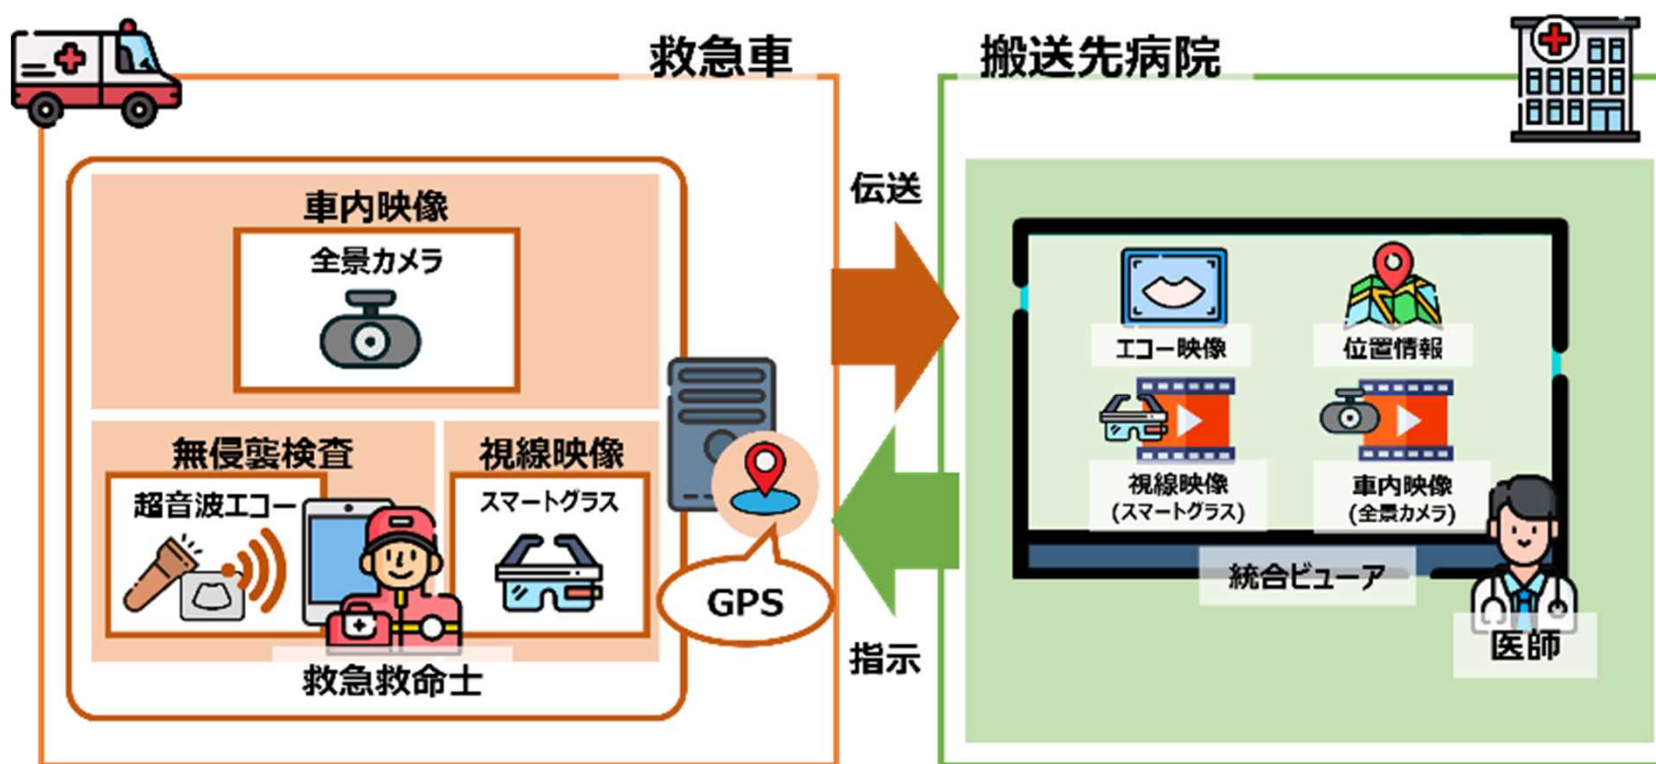 救急車
車内映像
全景カメラ
無侵襲検査
超音波エコー
視線映像
スマートグラス
救急救命士
GPS
伝送
指示
搬送先病院
エコー映像
位置情報
視線映像
(スマートグラス)
車内映像
(全景カメラ)
統合ビューア
医師